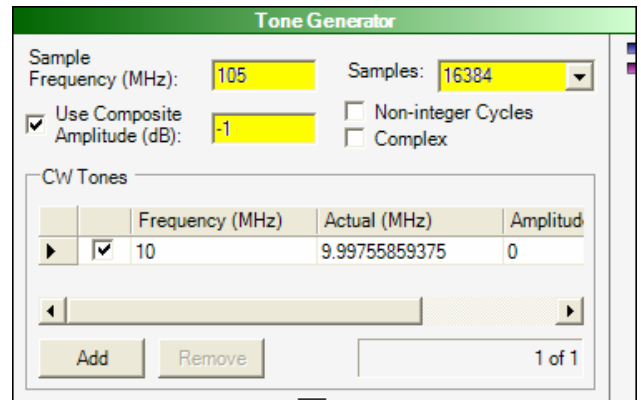 Tone Generator
Sample
Frequency (MHz): 105 Samples: 16384
Use Composite
Amplitude (dB): -1
Non-integer Cycles
Complex
CW Tones
Frequency (MHz) Actual (MHz) Amplitud
10 9.99755859375 0
Add Remove 1 of 1